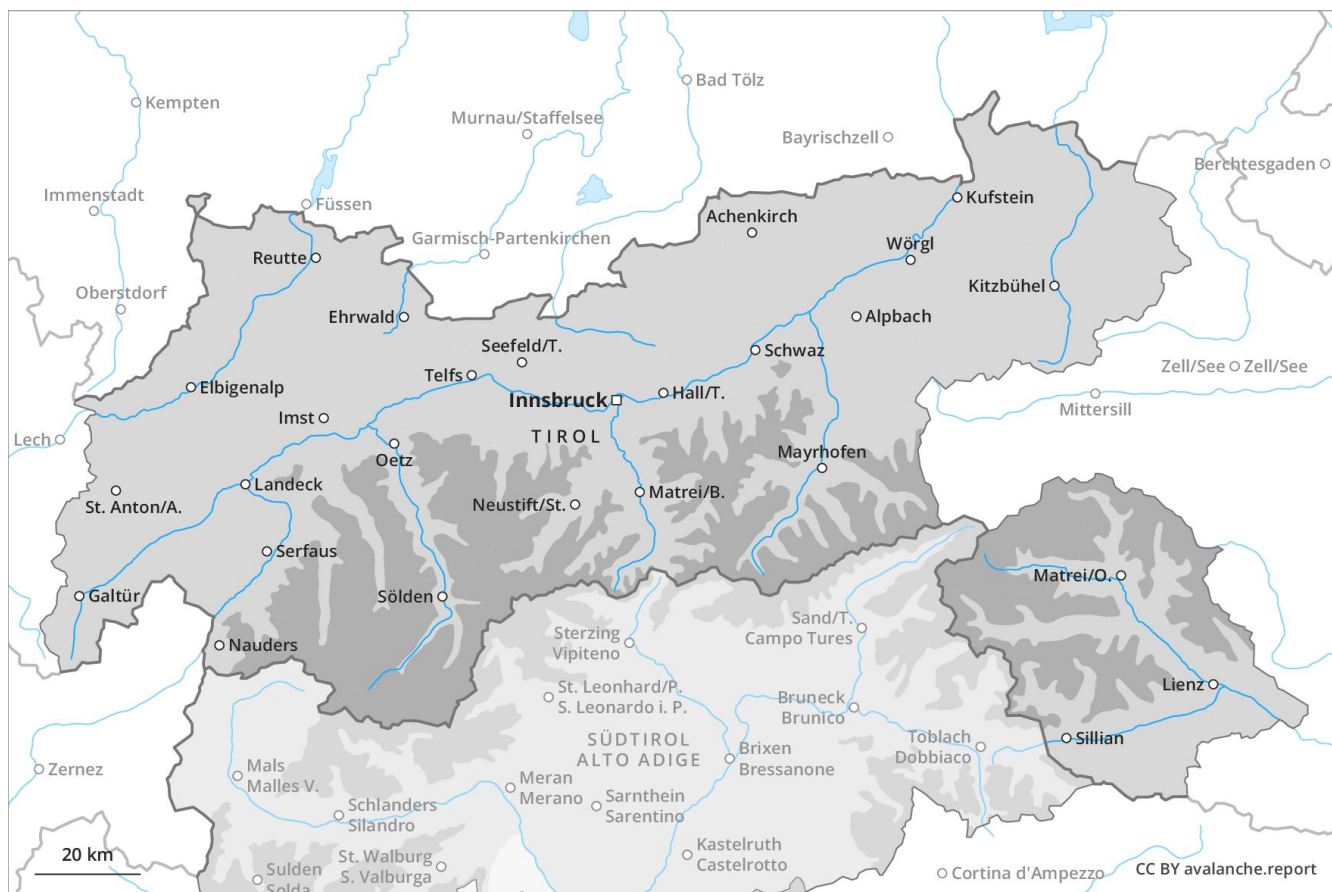 Kempten
Bad Tölz
Murnau/Staffelsee
Bayrischzell
Berchtesgaden
Immenstadt
Füssen
Kufstein
Achenkirch
Garmisch-Partenkirchen
Wörgl
Reutte
Kitzbühel
Oberstdorf
Ehrwald
Alpbach
Seefeld/T.
Schwaz
Telfs
Zell/See
Zell/See
Elbigenalp
Innsbruck
Hall/T.
Mittersill
Imst
TIROL
Lech
Oetz
Mayrhofen
Landeck
Matrei/B.
St. Anton/A.
Neustift/St.
Serfaus
Matrei/O.
Galtür
Sölden
Sand/T.
Campo Tures
Sterzing
Vipiteno
Nauders
Lienz
St. Leonhard/P.
S. Leonardo i. P.
Bruneck
Brunico
SÜDTIROL
ALTO ADIGE
Toblach
Dobbiaco
Sillian
Brixen
Bressanone
Zernez
Mals
Malles V.
Meran
Merano
Sarnthein
Sarentino
Schlanders
Silandro
Kastelruth
Castelrotto
20 km
St. Walburg
S. Valburga
Sulden
Solda
Cortina d'Ampezzo
CC BY avalanche.report